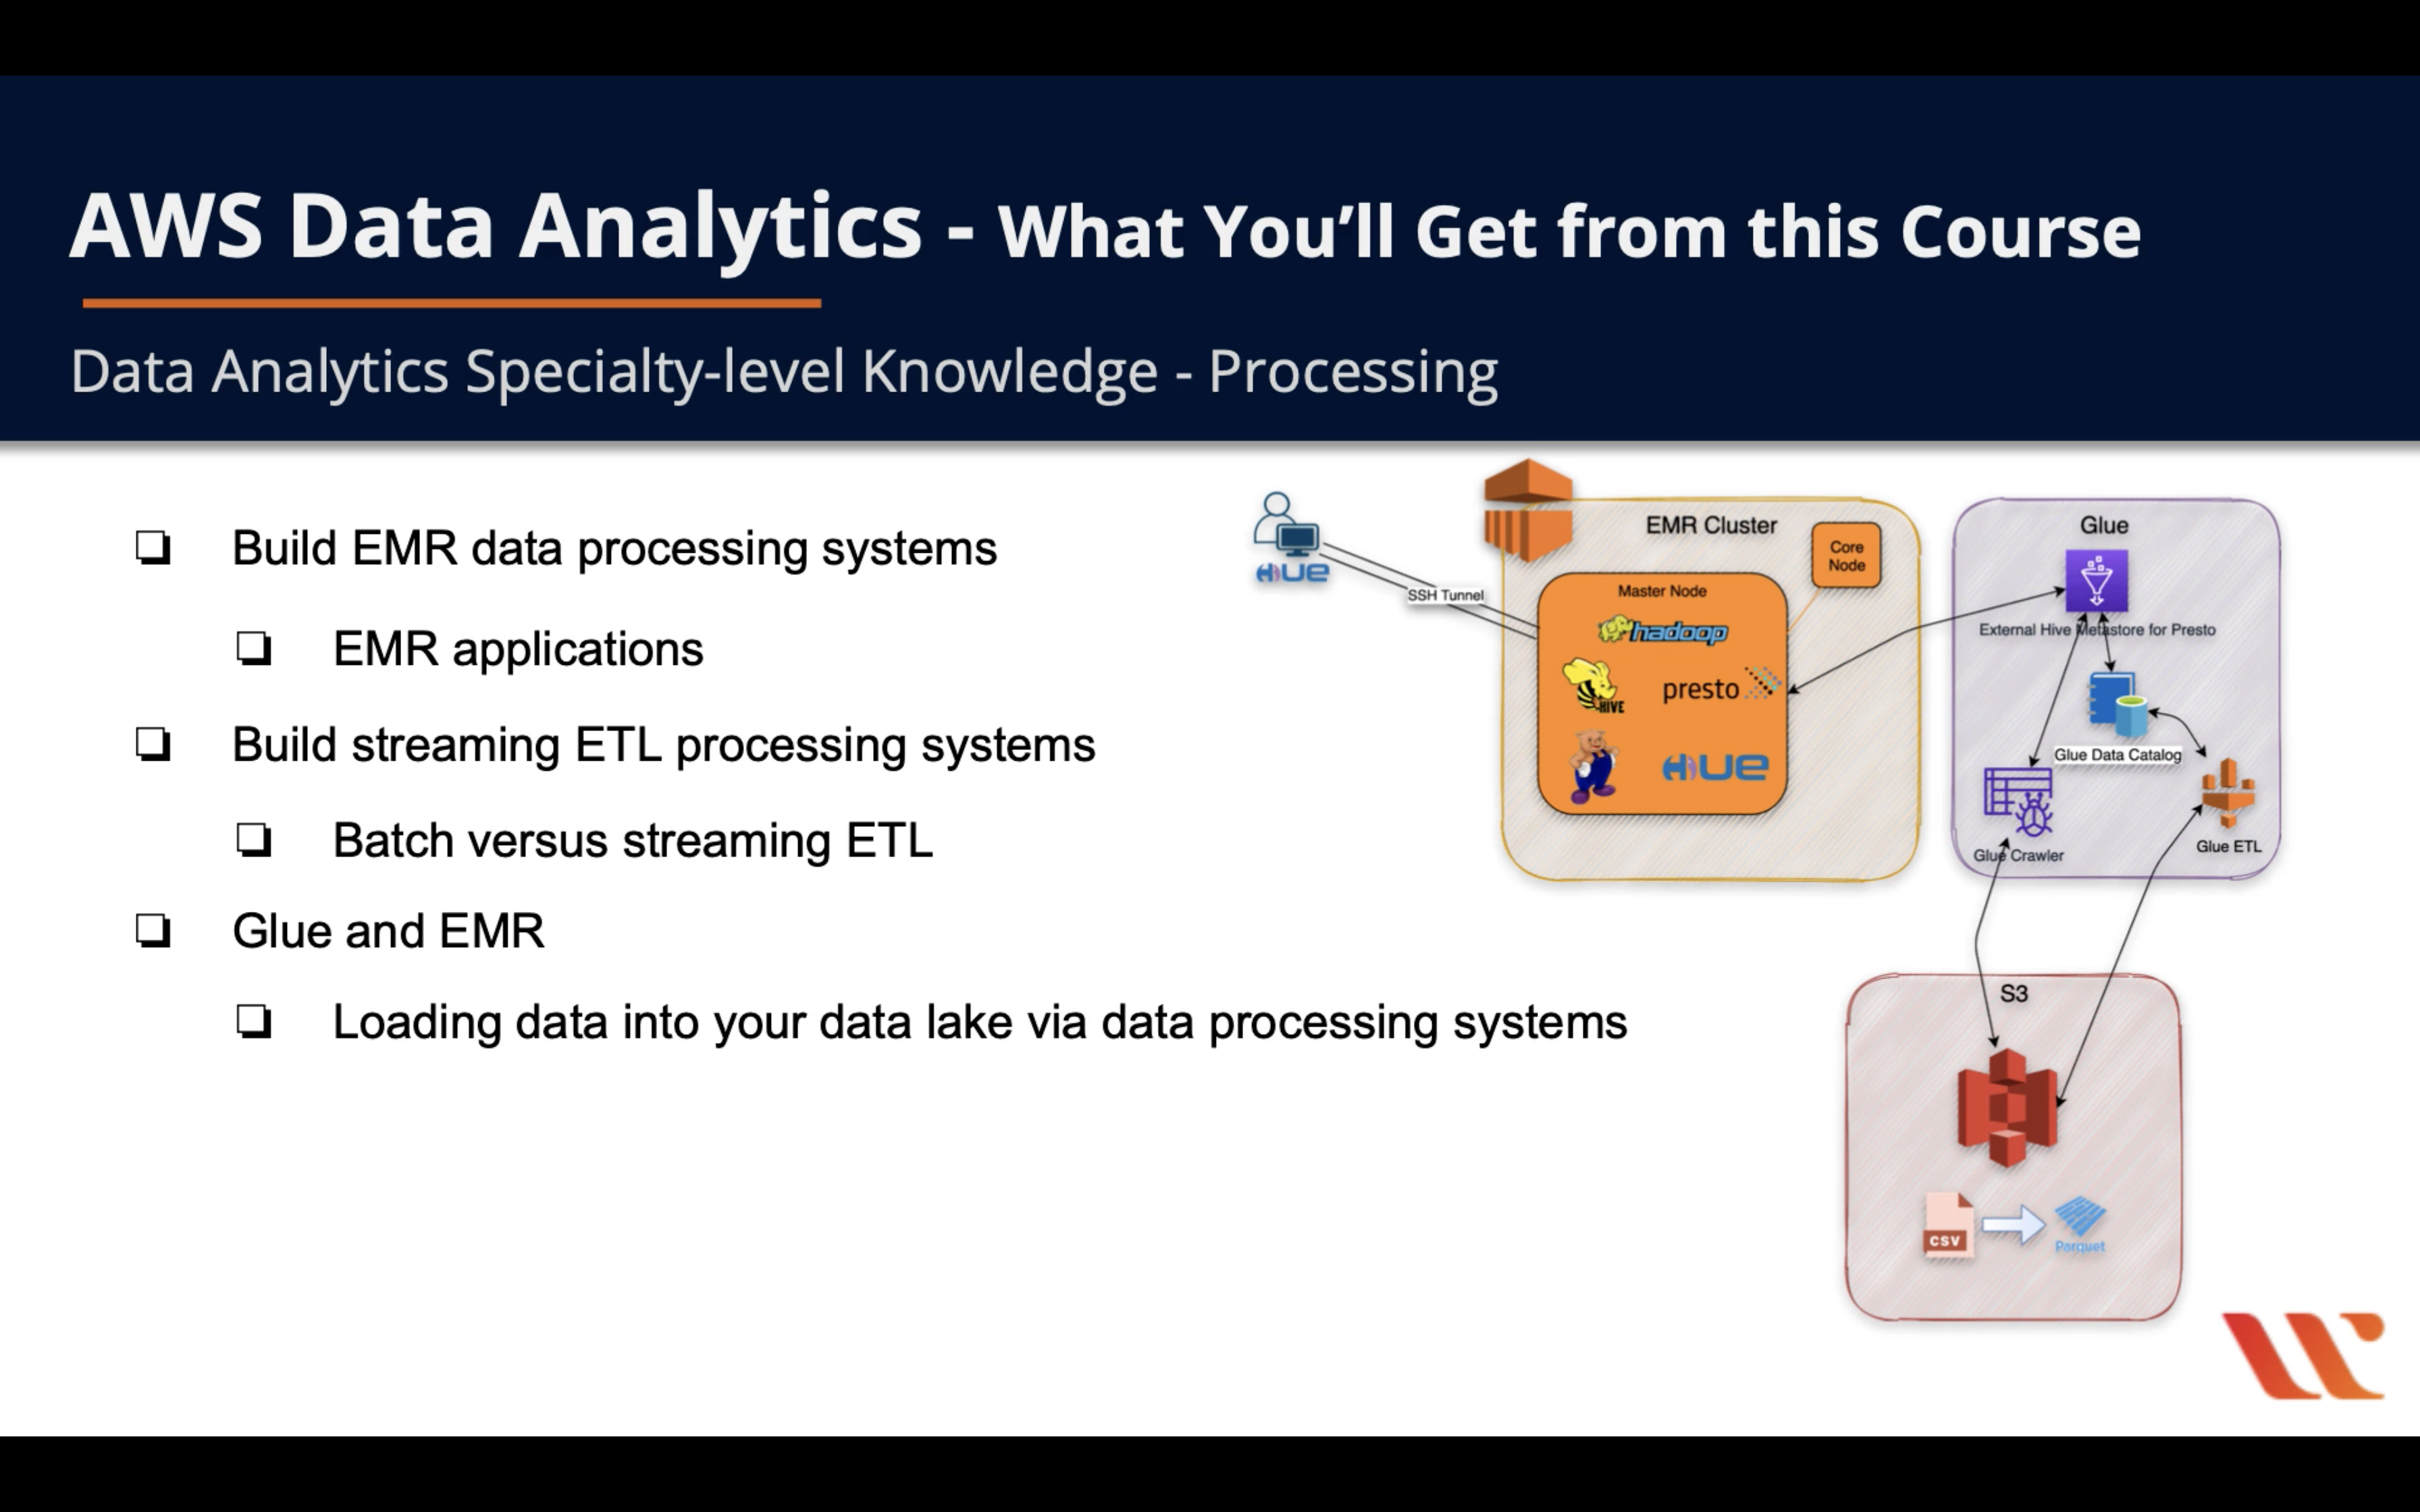 AWS Data Analytics - What You'll Get from this Course
Data Analytics Specialty-level Knowledge - Processing
Build EMR data processing systems
EMR applications
Build streaming ETL processing systems
Batch versus streaming ETL
Glue and EMR
Loading data into your data lake via data processing systems
HUE
SSH Tunnel
EMR Cluster
Core
Node
Master Node
hadoop
HIVE
presto
HUE
Glue
External Hive Metastore for Presto
Glue Data Catalog
Glue Crawler
Glue ETL
S3
CSV
Parquet